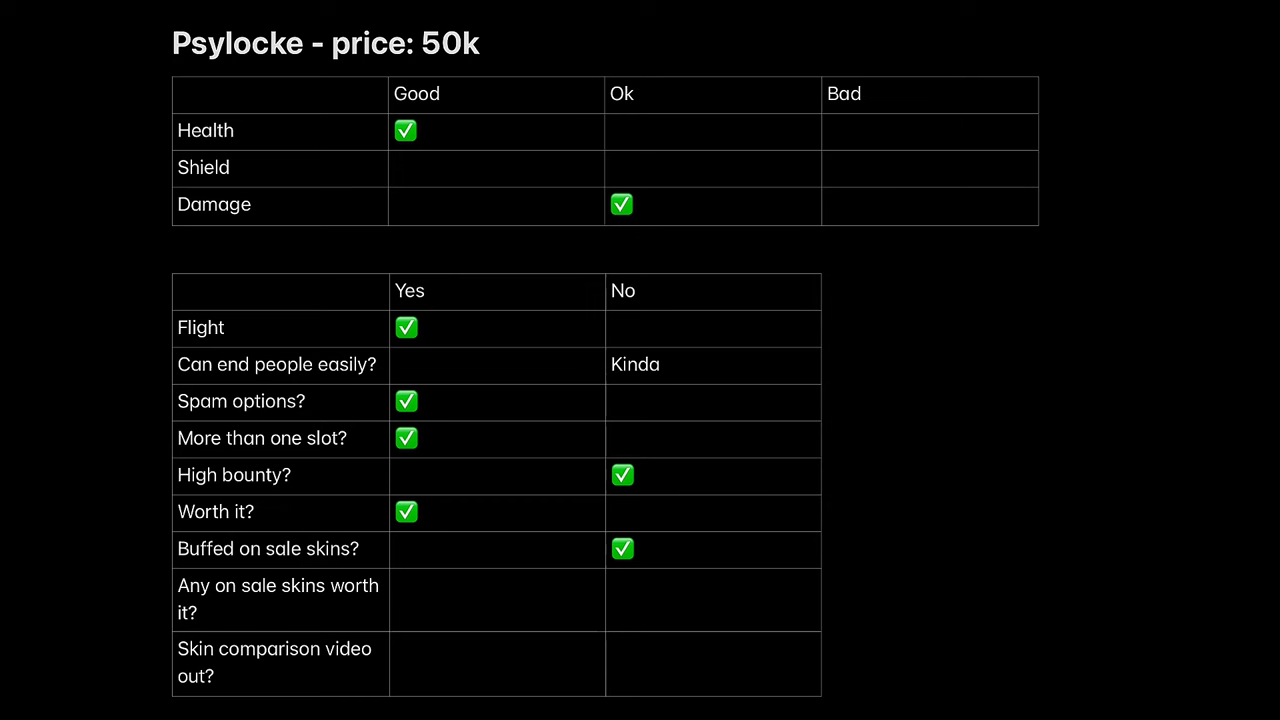 Psylocke - price: 50k
Good Ok Bad
Health ✅
Shield
Damage ✅
Yes No
Flight ✅
Can end people easily? Kinda
Spam options? ✅
More than one slot? ✅
High bounty? ✅
Worth it? ✅
Buffed on sale skins? ✅
Any on sale skins worth
it?
Skin comparison video
out?